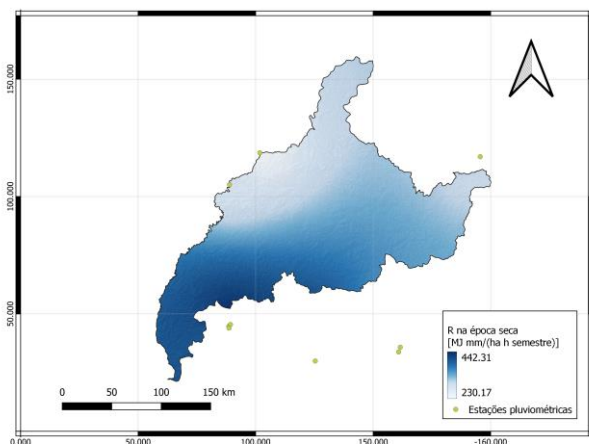 150.000
100.000
50.000
0.000
50.000
100.000
-150.000
-160.000
0 50 100 150 km
R na época seca
[MJ mm/(ha h semestre)]
442.31
230.17
Estações pluviométricas